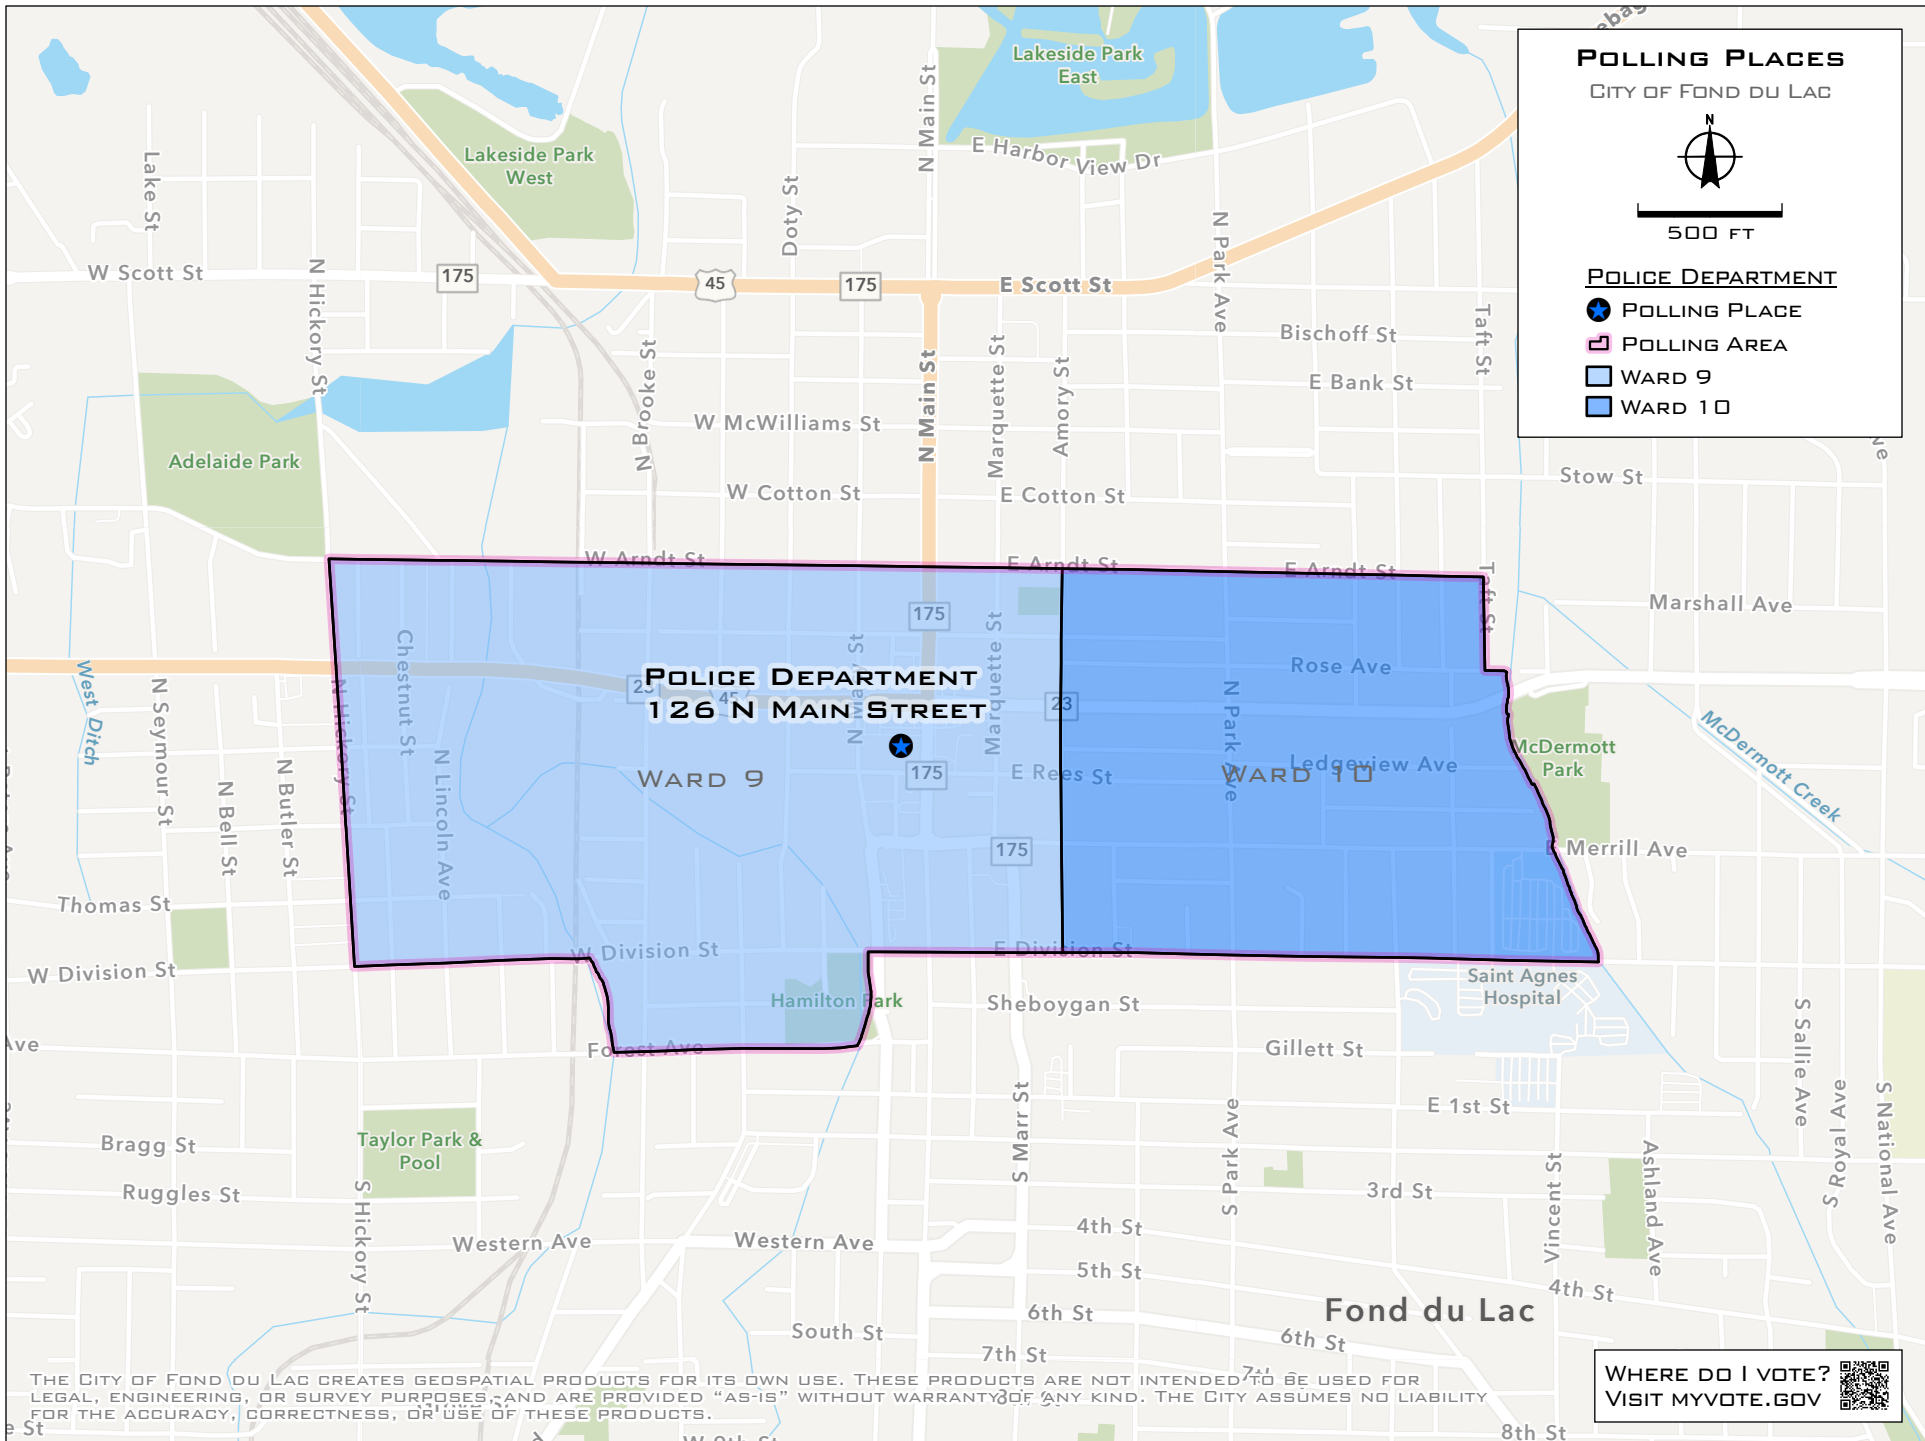 POLLING PLACES
CITY OF FOND DU LAC
N
500 FT
POLICE DEPARTMENT
POLLING PLACE
POLLING AREA
WARD 9
WARD 10
Lakeside Park
East
Lakeside Park
West
E Harbor View Dr
N Main St
Lake St
Doty St
N Park Ave
W Scott St
N Hickory St
175
45
175
E Scott St
Bischoff St
Taft St
E Bank St
N Brooke St
N Main St
Marquette St
Amory St
W McWilliams St
Adelaide Park
W Cotton St
E Cotton St
Stow St
W Arndt St
E Arndt St
E Arndt St
Taft St
Marshall Ave
175
Chestnut St
Marquette St
Rose Ave
West Ditch
N Seymour St
N Hickory St
POLICE DEPARTMENT
126 N MAIN STREET
23
45
23
N Park Ave
McDermott
Park
McDermott Creek
N Lincoln Ave
N Bell St
N Butler St
WARD 9
175
E Rees St
Ledgeview Ave
WARD 10
175
E Merrill Ave
Thomas St
W Division St
W Division St
E Division St
Saint Agnes
Hospital
Hamilton Park
Sheboygan St
Forest Ave
Gillett St
S Sallie Ave
S Royal Ave
S National Ave
Ave
E 1st St
S Marr St
S Park Ave
Bragg St
Taylor Park &
Pool
Ruggles St
S Hickory St
3rd St
Vincent St
Ashland Ave
Western Ave
Western Ave
4th St
5th St
4th St
6th St
6th St
Fond du Lac
South St
7th St
THE CITY OF FOND DU LAC CREATES GEOSPATIAL PRODUCTS FOR ITS OWN USE. THESE PRODUCTS ARE NOT INTENDED TO BE USED FOR
LEGAL, ENGINEERING, OR SURVEY PURPOSES AND ARE PROVIDED "AS-IS" WITHOUT WARRANTY OF ANY KIND. THE CITY ASSUMES NO LIABILITY
FOR THE ACCURACY, CORRECTNESS, OR USE OF THESE PRODUCTS.
WHERE DO I VOTE?
VISIT MYVOTE.GOV
8th St